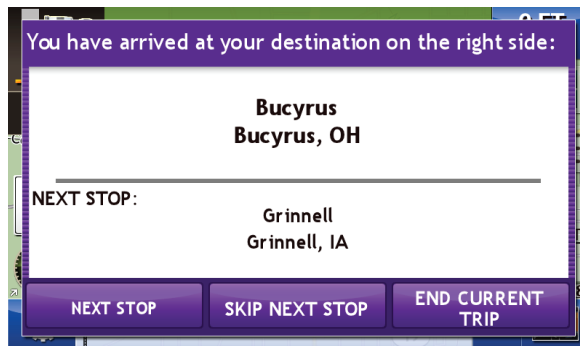 You have arrived at your destination on the right side:
Bucyrus
Bucyrus, OH
NEXT STOP:
Grinnell
Grinnell, IA
NEXT STOP
SKIP NEXT STOP
END CURRENT
TRIP